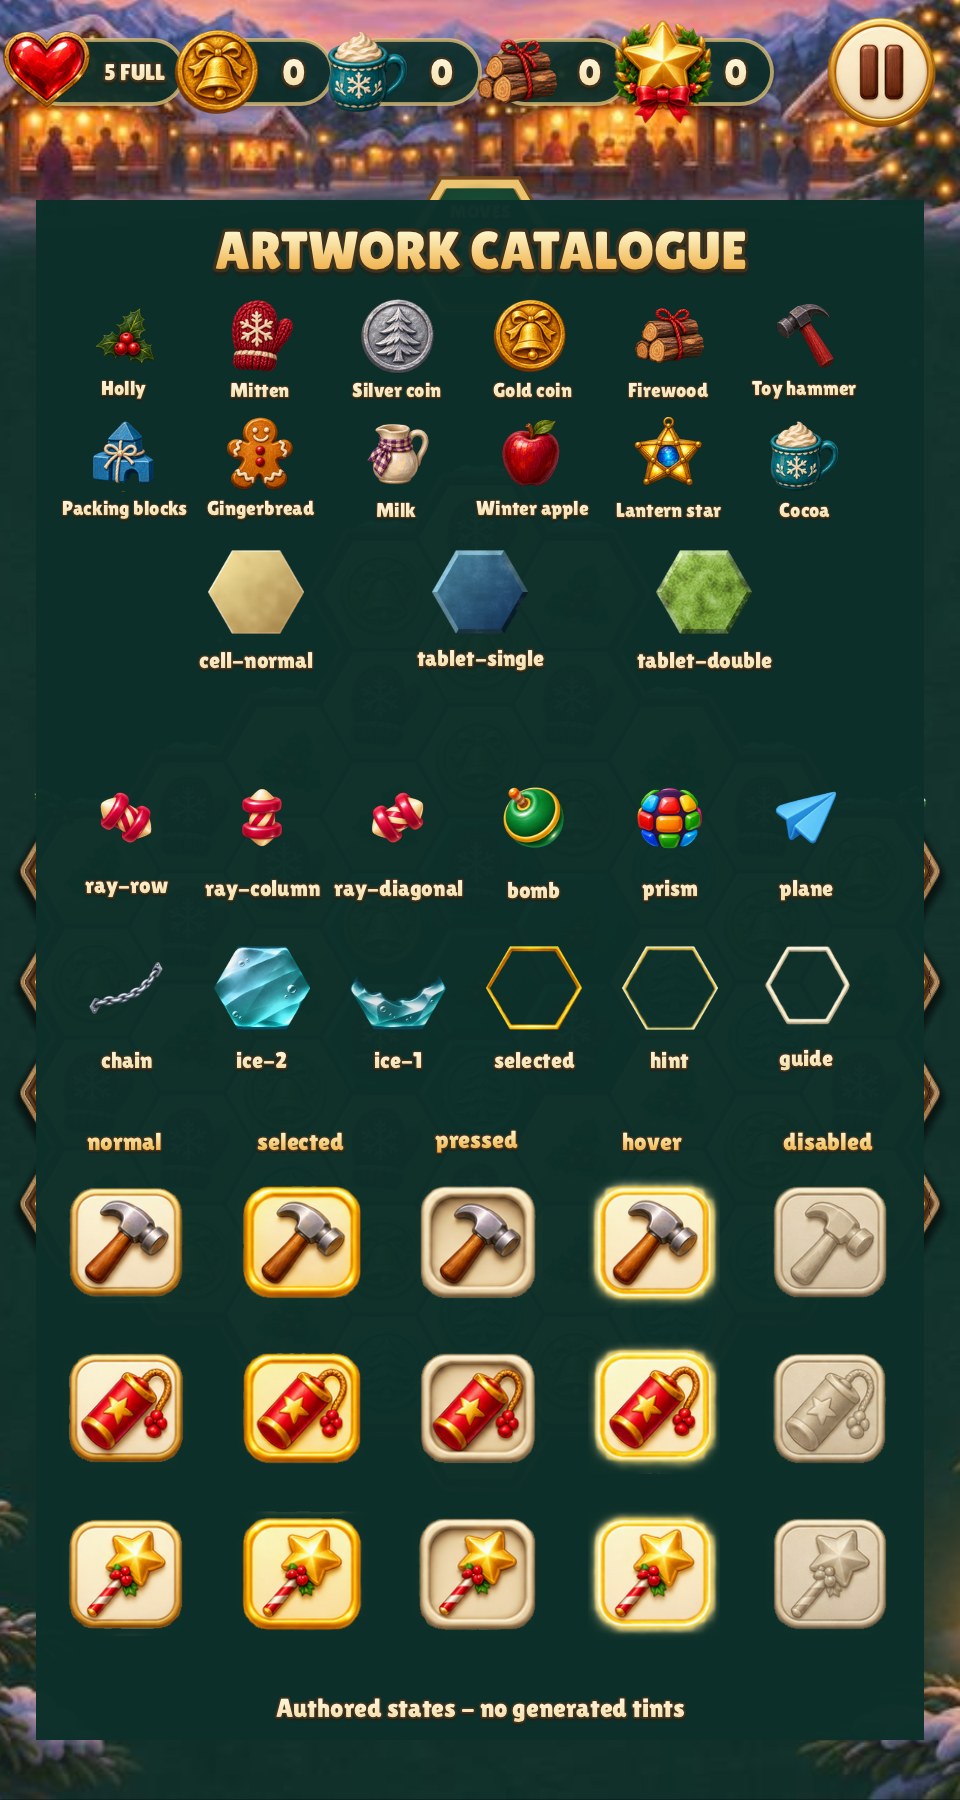 5 FULL 0 0 0 0
MOVES
ARTWORK CATALOGUE
Holly Mitten Silver coin Gold coin Firewood Toy hammer
Packing blocks Gingerbread Milk Winter apple Lantern star Cocoa
cell-normal tablet-single tablet-double
ray-row ray-column ray-diagonal bomb prism plane
chain ice-2 ice-1 selected hint guide
normal selected pressed hover disabled
Authored states - no generated tints